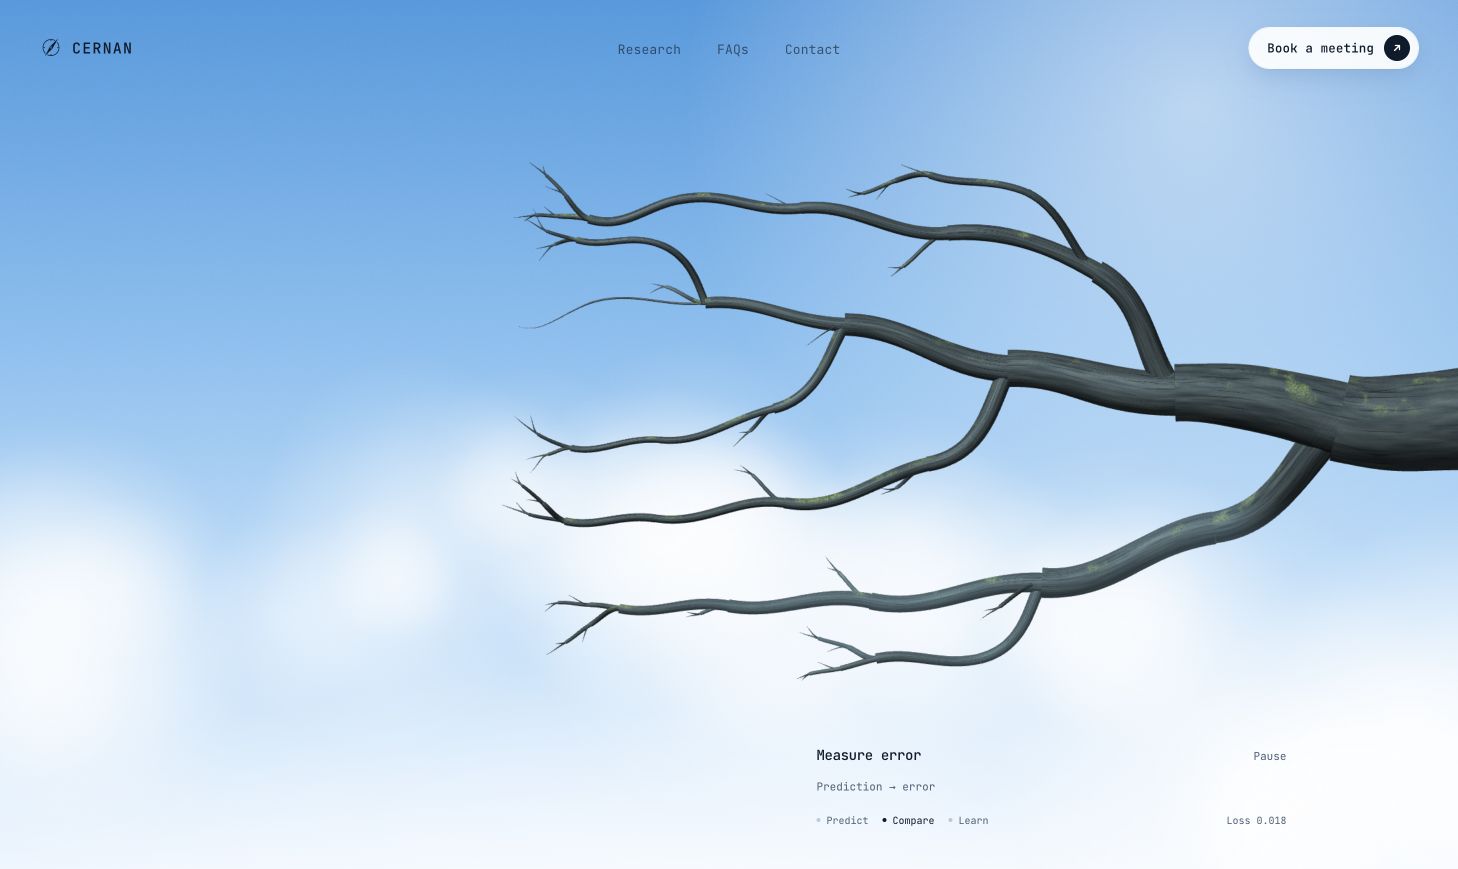 CERNAN
Research
FAQs
Contact
Book a meeting
Measure error
Pause
Prediction → error
Predict
Compare
Learn
Loss 0.018